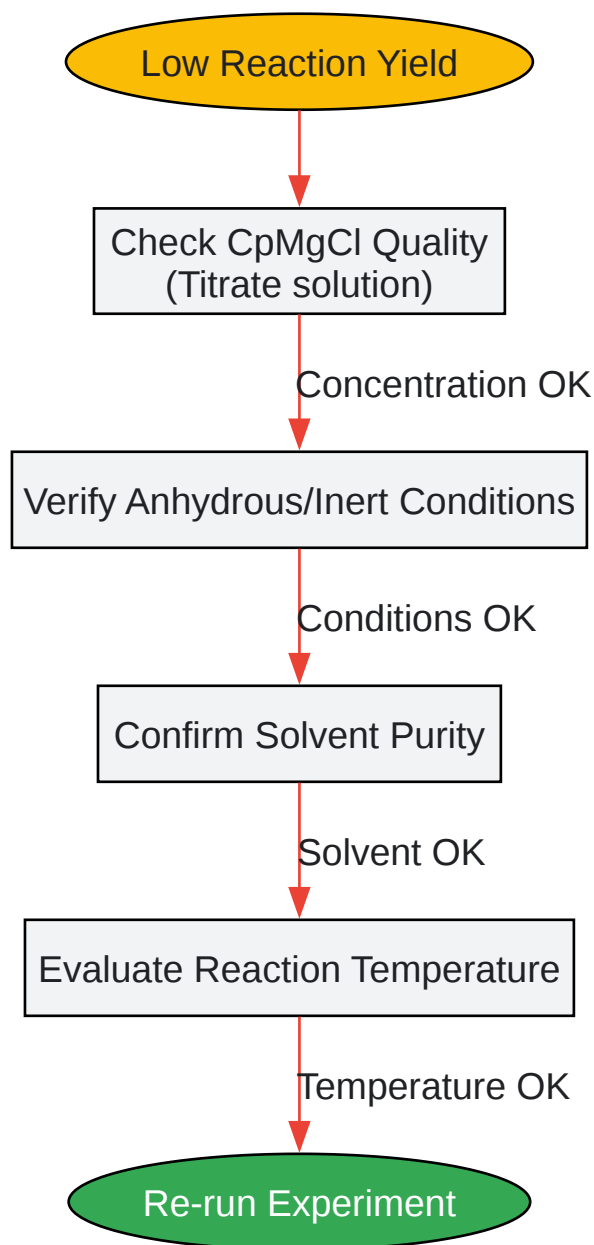 Low Reaction Yield
Check CpMgCl Quality
(Titrate solution)
Concentration OK
Verify Anhydrous/Inert Conditions
Conditions OK
Confirm Solvent Purity
Solvent OK
Evaluate Reaction Temperature
Temperature OK
Re-run Experiment